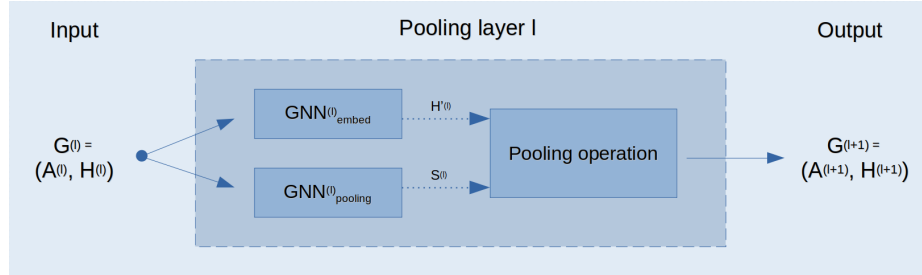 Input
Pooling layer l
Output
G(l) =
(A(l), H(l))
GNN(l)embed
H'(l)
GNN(l)pooling
S(l)
Pooling operation
G(l+1) =
(A(l+1), H(l+1))